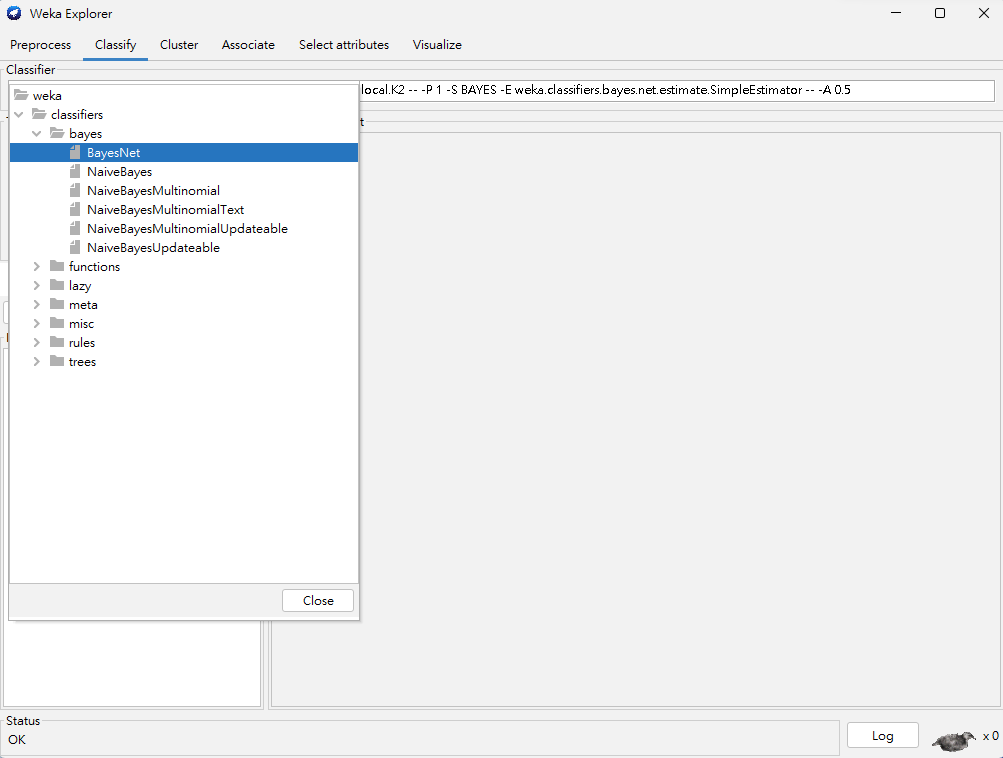 Weka Explorer
Preprocess Classify Cluster Associate Select attributes Visualize
Classifier
local.K2 -- -P 1 -S BAYES -E weka.classifiers.bayes.net.estimate.SimpleEstimator -- -A 0.5
weka
classifiers
bayes
BayesNet
NaiveBayes
NaiveBayesMultinomial
NaiveBayesMultinomialText
NaiveBayesMultinomialUpdateable
NaiveBayesUpdateable
functions
lazy
meta
misc
rules
trees
Close
Status
OK
Log
x 0